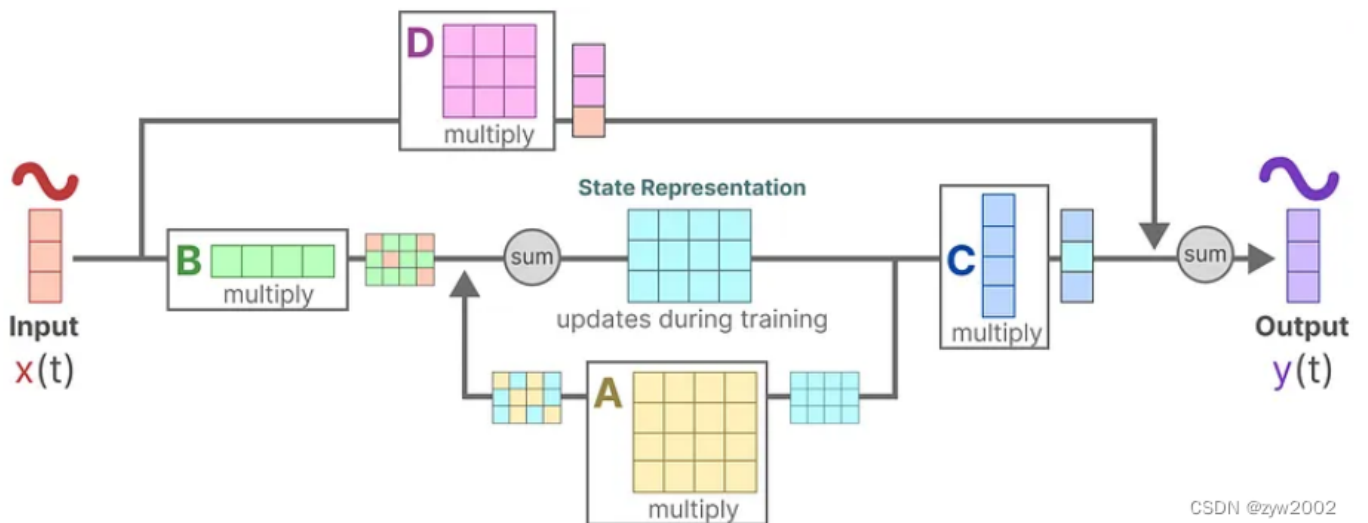 D
multiply
State Representation
B
multiply
sum
updates during training
C
multiply
sum
Input
x(t)
Output
y(t)
A
multiply
CSDN @zyw2002